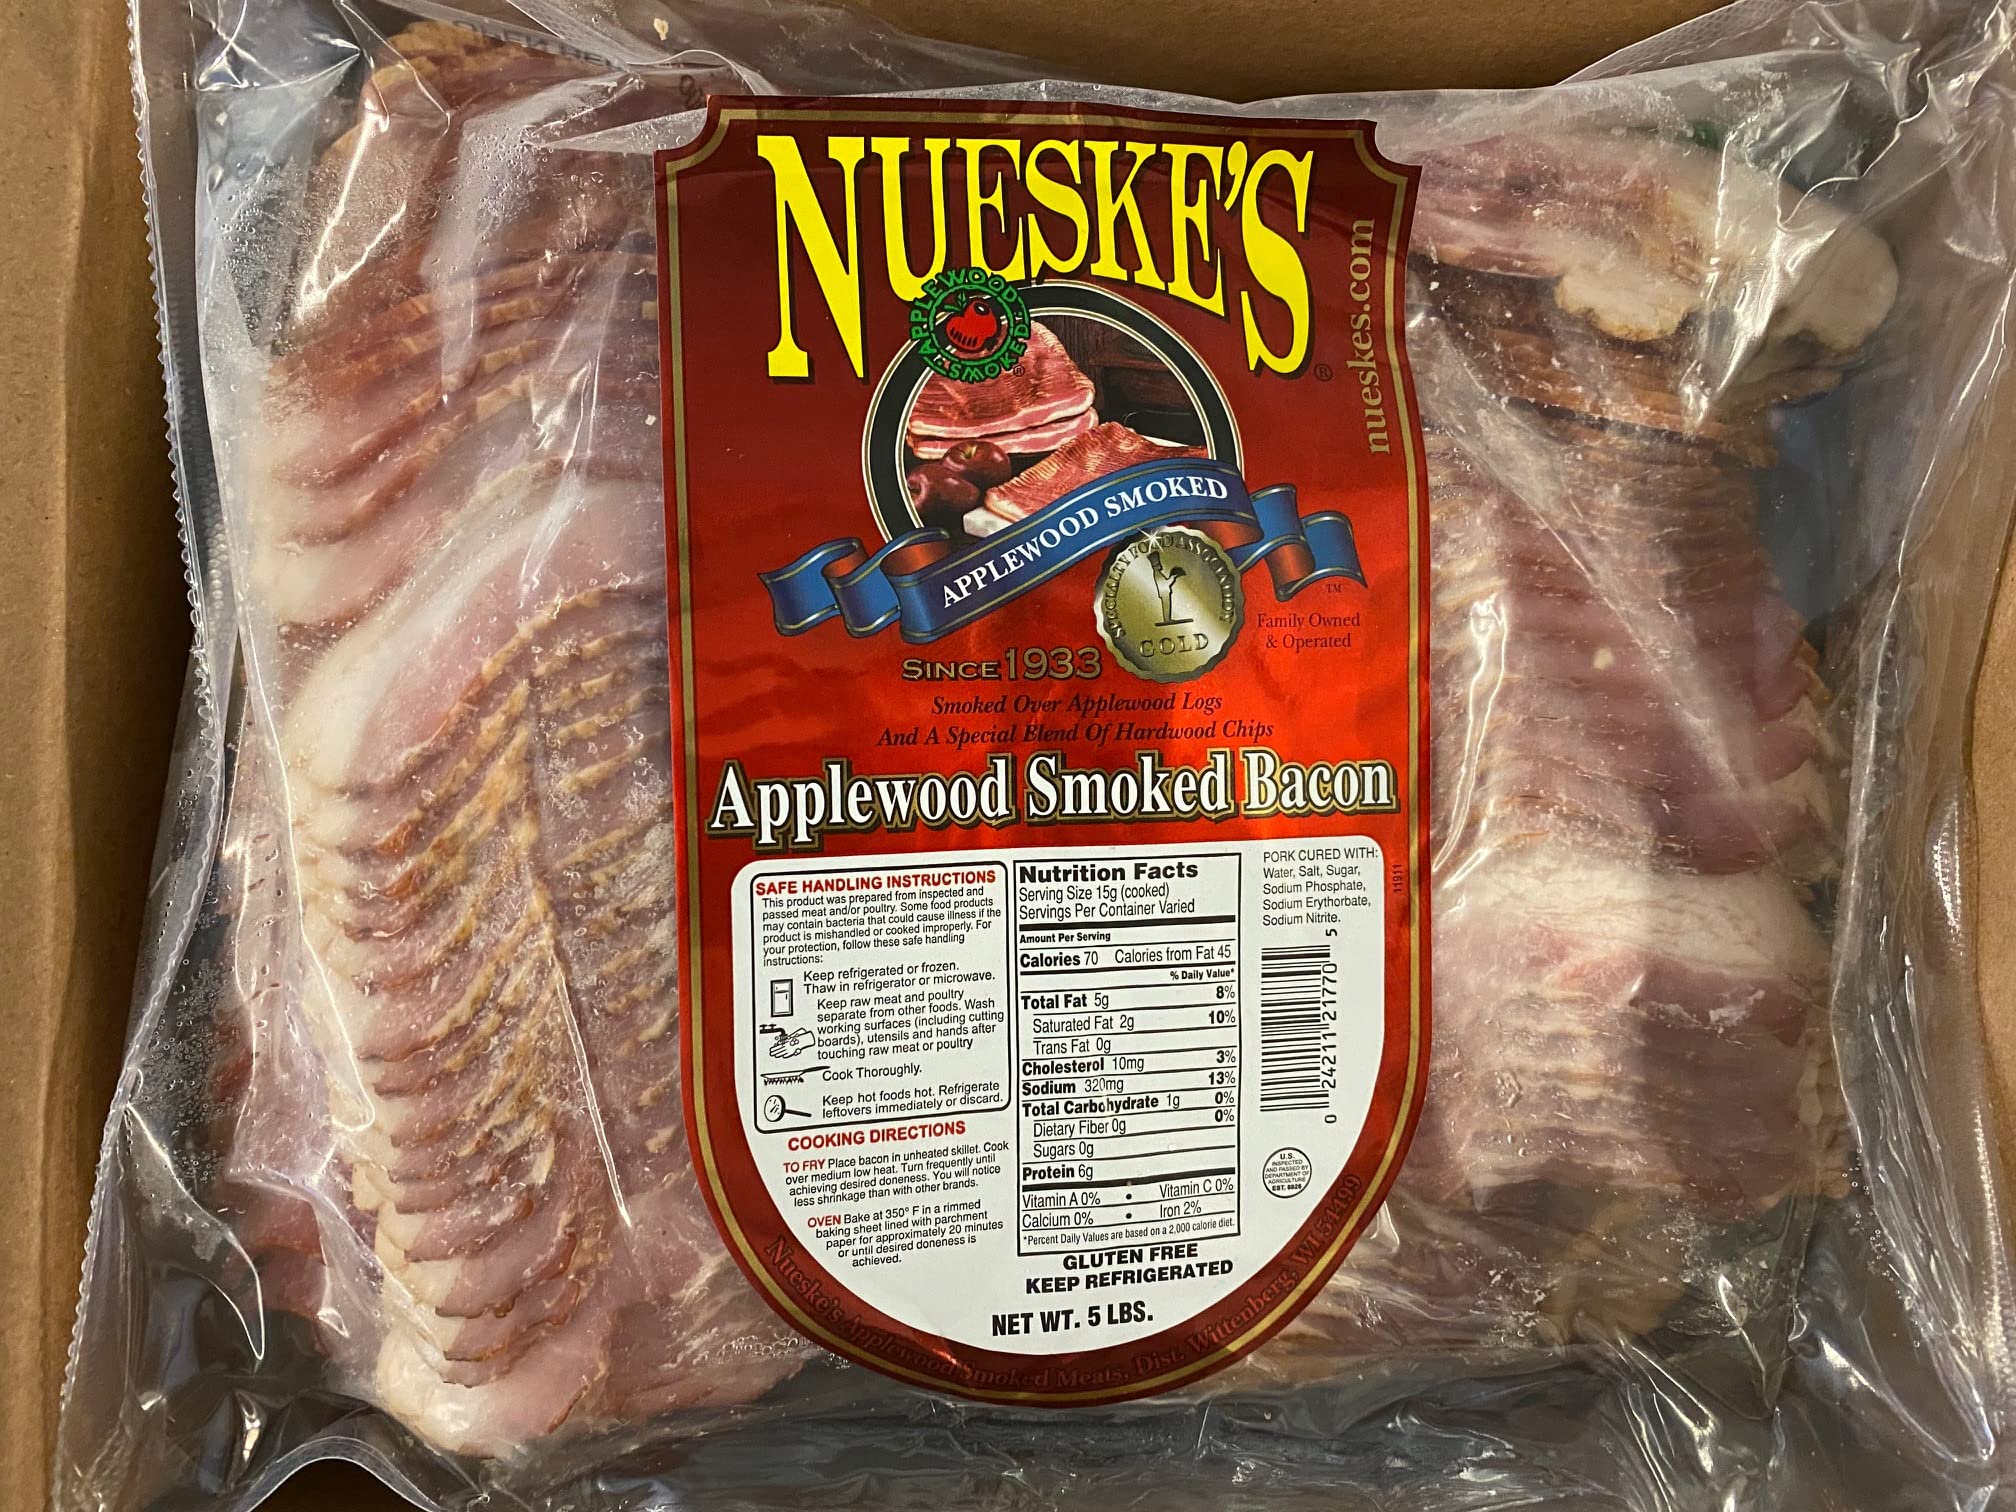 NUESKE'S
®
nueskes.com
APPLEWOOD
SMOKED
®
APPLEWOOD SMOKED
TM
SPECIALTY FOOD ASSOCIATION
GOLD
Family Owned
& Operated
SINCE 1933
Smoked Over Applewood Logs
And A Special Blend Of Hardwood Chips
Applewood Smoked Bacon
SAFE HANDLING INSTRUCTIONS
This product was prepared from inspected and
passed meat and/or poultry. Some food products
may contain bacteria that could cause illness if the
product is mishandled or cooked improperly. For
your protection, follow these safe handling
instructions:
Keep refrigerated or frozen.
Thaw in refrigerator or microwave.
Keep raw meat and poultry
separate from other foods. Wash
working surfaces (including cutting
boards), utensils and hands after
touching raw meat or poultry
Cook Thoroughly.
Keep hot foods hot. Refrigerate
leftovers immediately or discard.
COOKING DIRECTIONS
TO FRY Place bacon in unheated skillet. Cook
over medium low heat. Turn frequently until
achieving desired doneness. You will notice
less shrinkage than with other brands.
OVEN Bake at 350° F in a rimmed
baking sheet lined with parchment
paper for approximately 20 minutes
or until desired doneness is
achieved.
Nutrition Facts
Serving Size 15g (cooked)
Servings Per Container Varied
Amount Per Serving
Calories 70 Calories from Fat 45
% Daily Value*
Total Fat 5g 8%
Saturated Fat 2g 10%
Trans Fat 0g
Cholesterol 10mg 3%
Sodium 320mg 13%
Total Carbohydrate 1g 0%
Dietary Fiber 0g 0%
Sugars 0g
Protein 6g
Vitamin A 0% • Vitamin C 0%
Calcium 0% • Iron 2%
*Percent Daily Values are based on a 2,000 calorie diet.
GLUTEN FREE
KEEP REFRIGERATED
NET WT. 5 LBS.
PORK CURED WITH:
Water, Salt, Sugar,
Sodium Phosphate,
Sodium Erythorbate,
Sodium Nitrite.
11911
0 24211 21770 5
U.S.
INSPECTED
AND PASSED BY
DEPARTMENT OF
AGRICULTURE
EST. 8828
Nueske's Applewood Smoked Meats, Dist. Wittenberg, WI 54499